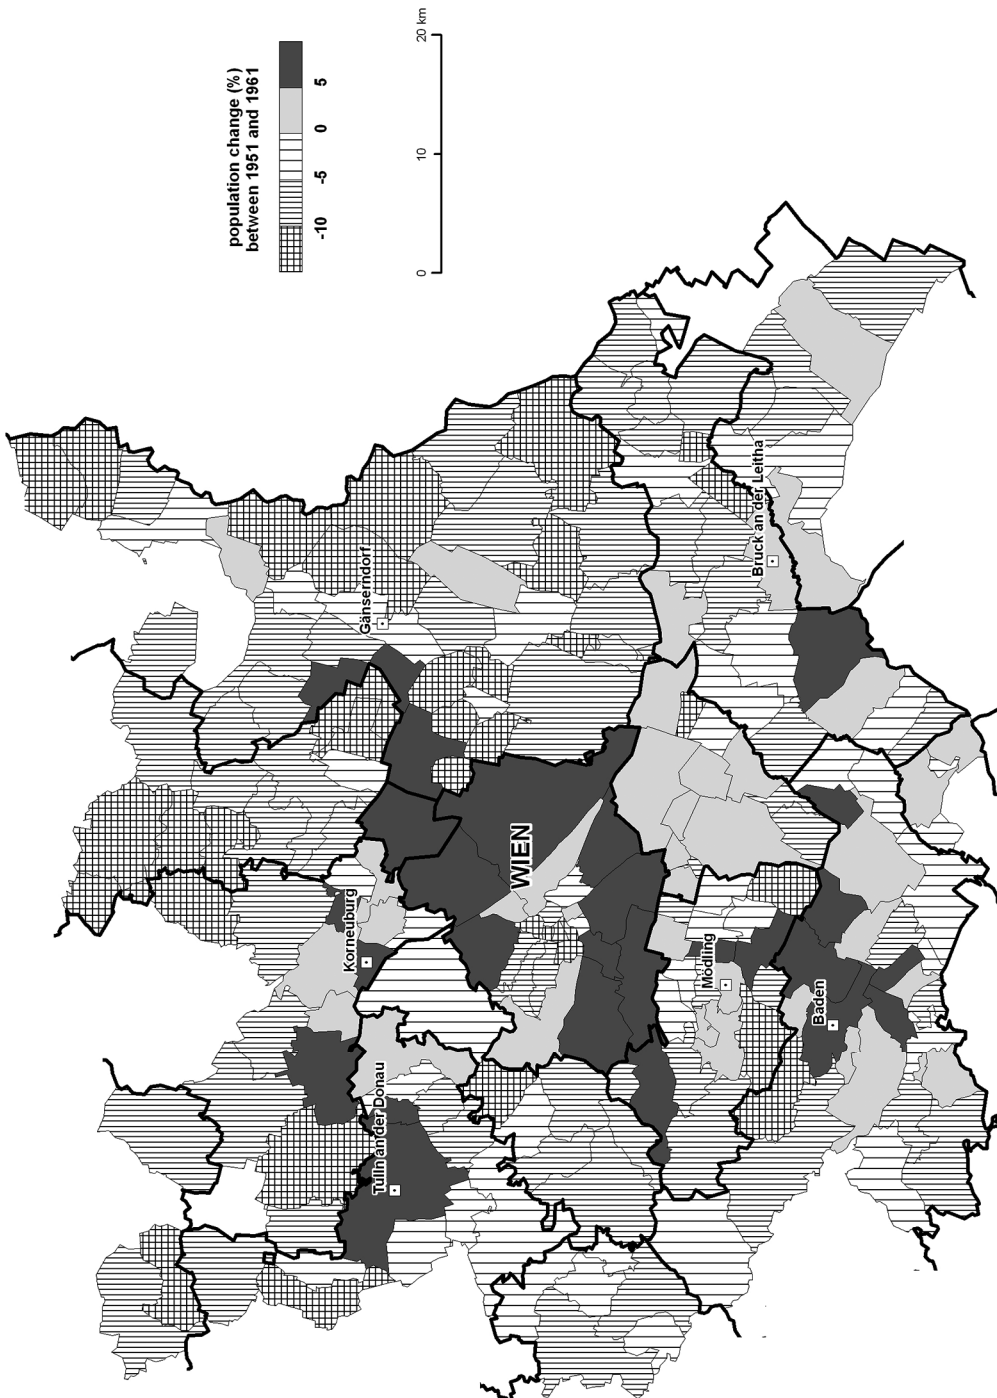 population change (%)
between 1951 and 1961
-10
-5
0
5
0
10
20 km
Gänserndorf
Korneuburg
Tulln an der Donau
WIEN
Bruck an der Leitha
Mödling
Baden